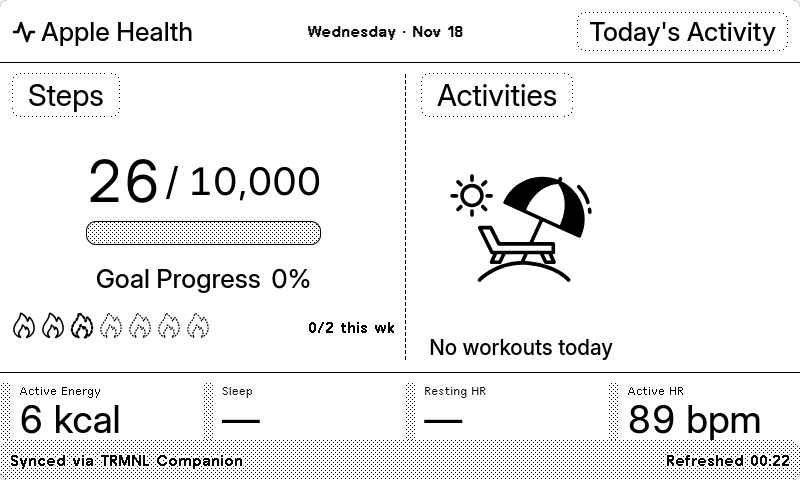 Apple Health
Wednesday · Nov 18
Today's Activity
Steps
26 / 10,000
Goal Progress 0%
0/2 this wk
Activities
No workouts today
Active Energy
6 kcal
Sleep
—
Resting HR
—
Active HR
89 bpm
Synced via TRMNL Companion
Refreshed 00:22